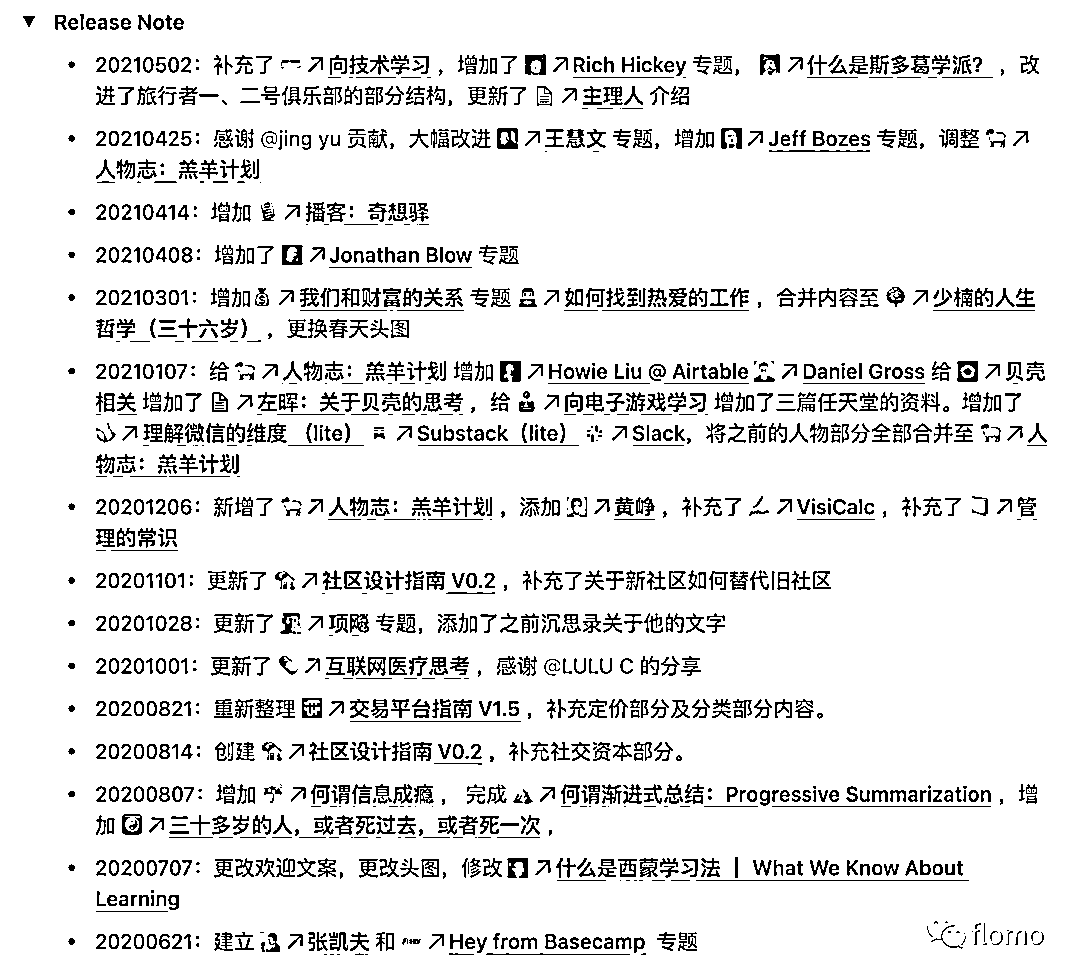 ▼ Release Note
• 20210502：补充了 ↗向技术学习，增加了 ↗Rich Hickey 专题， ↗什么是斯多葛学派？，改
进了旅行者一、二号俱乐部的部分结构，更新了 ↗主理人 介绍
• 20210425：感谢 @jing yu 贡献，大幅改进 ↗王慧文 专题，增加 ↗Jeff Bozes 专题，调整 ↗
人物志：羔羊计划
• 20210414：增加 ↗播客：奇想驿
• 20210408：增加了 ↗Jonathan Blow 专题
• 20210301：增加 ↗我们和财富的关系 专题 ↗如何找到热爱的工作，合并内容至 ↗少楠的人生
哲学（三十六岁），更换春天头图
• 20210107：给 ↗人物志：羔羊计划 增加 ↗Howie Liu @ Airtable ↗Daniel Gross 给 ↗贝壳
相关 增加了 ↗左晖：关于贝壳的思考，给 ↗向电子游戏学习 增加了三篇任天堂的资料。增加了
↗理解微信的维度 （lite） ↗Substack（lite） ↗Slack，将之前的人物部分全部合并至 ↗人
物志：羔羊计划
• 20201206：新增了 ↗人物志：羔羊计划，添加 ↗黄峥，补充了 ↗VisiCalc，补充了 ↗管
理的常识
• 20201101：更新了 ↗社区设计指南 V0.2，补充了关于新社区如何替代旧社区
• 20201028：更新了 ↗项飚 专题，添加了之前沉思录关于他的文字
• 20201001：更新了 ↗互联网医疗思考，感谢 @LULU C 的分享
• 20200821：重新整理 ↗交易平台指南 V1.5，补充定价部分及分类部分内容。
• 20200814：创建 ↗社区设计指南 V0.2，补充社交资本部分。
• 20200807：增加 ↗何谓信息成瘾， 完成 ↗何谓渐进式总结：Progressive Summarization，增
加 ↗三十多岁的人，或者死过去，或者死一次，
• 20200707：更改欢迎文案，更改头图，修改 ↗什么是西蒙学习法 | What We Know About
Learning
• 20200621：建立 ↗张凯夫 和 ↗Hey from Basecamp 专题
flomo